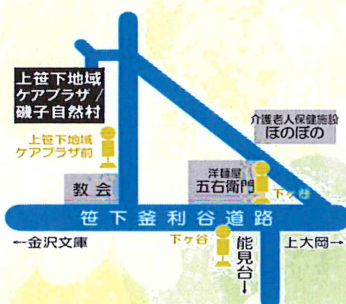 上笹下地域
ケアプラザ/
磯子自然村
上笹下地域
ケアプラザ前
介護老人保健施設
ほのぼの
教会
洋麺屋
五右衛門
下ヶ谷
笹下釜利谷道路
←金沢文庫
下ヶ谷
能見台→
上大岡→